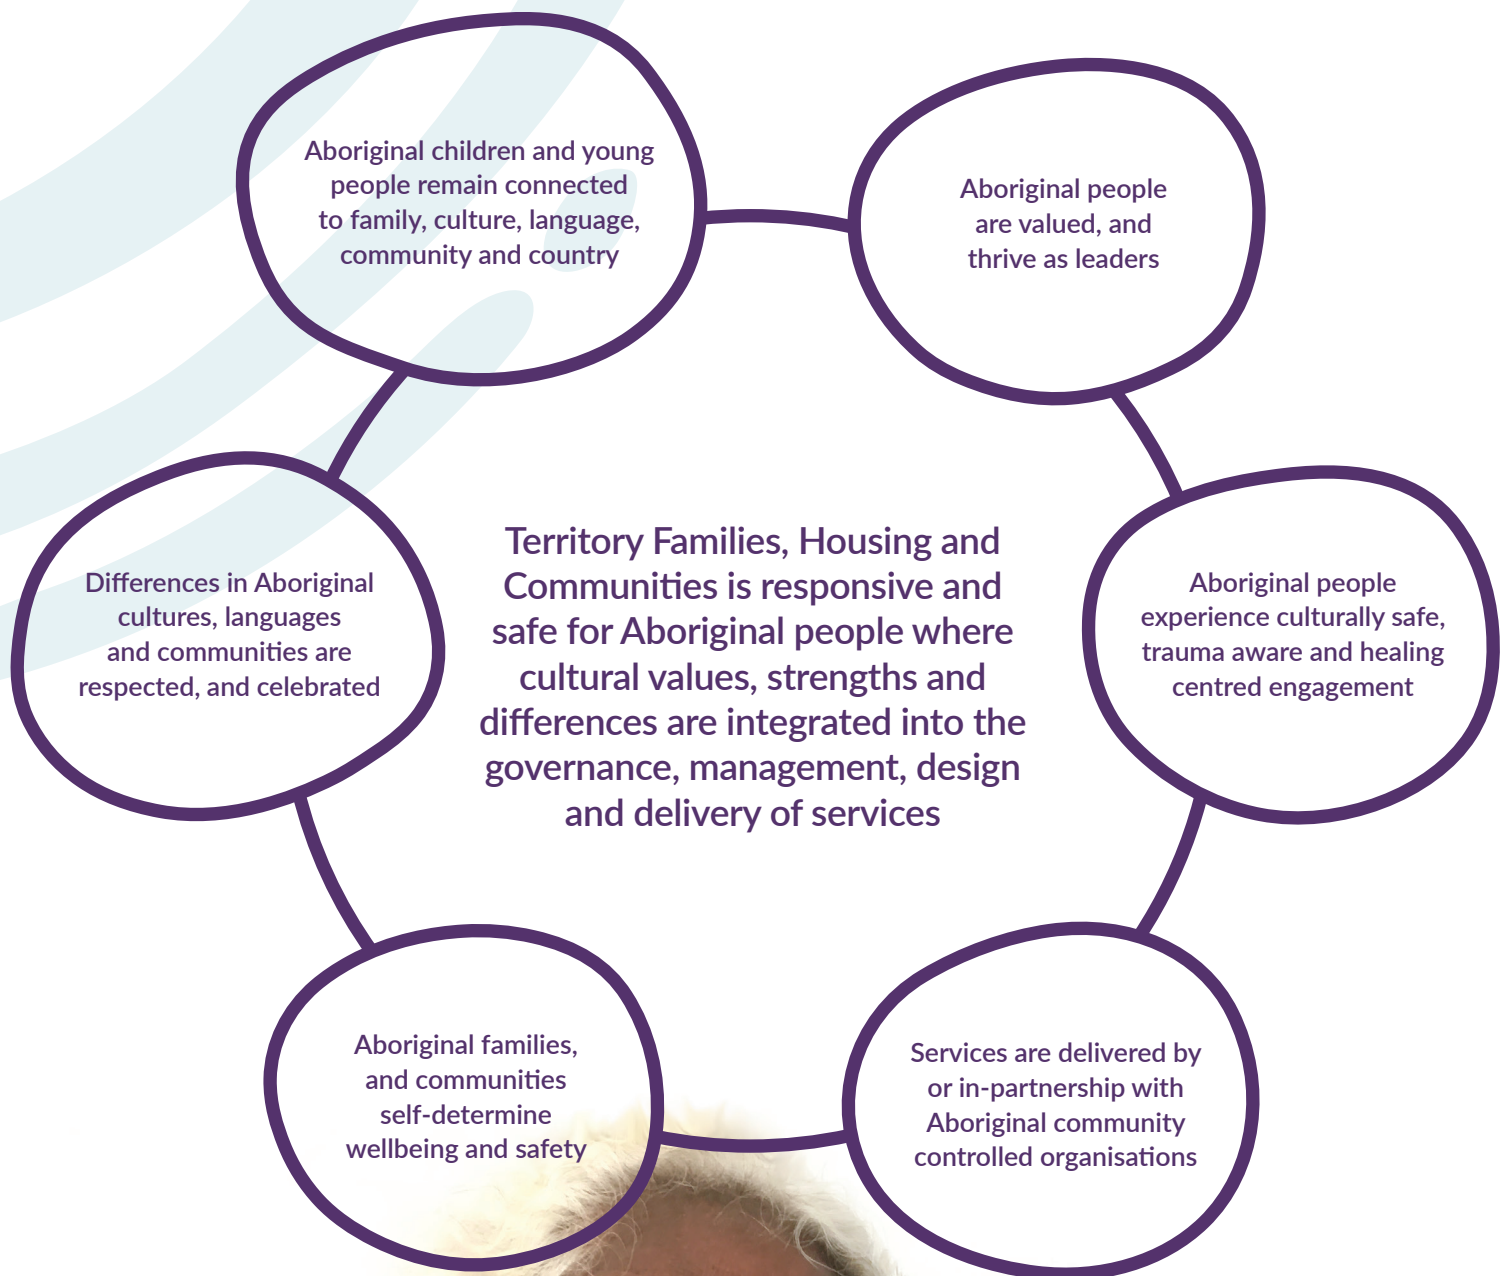 Aboriginal children and young
people remain connected
to family, culture, language,
community and country
Aboriginal people
are valued, and
thrive as leaders
Differences in Aboriginal
cultures, languages
and communities are
respected, and celebrated
Territory Families, Housing and
Communities is responsive and
safe for Aboriginal people where
cultural values, strengths and
differences are integrated into the
governance, management, design
and delivery of services
Aboriginal people
experience culturally safe,
trauma aware and healing
centred engagement
Aboriginal families,
and communities
self-determine
wellbeing and safety
Services are delivered by
or in-partnership with
Aboriginal community
controlled organisations